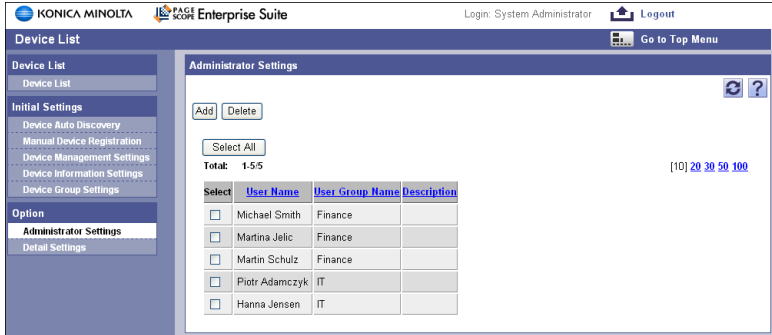 KONICA MINOLTA PAGE SCOPE Enterprise Suite Login: System Administrator Logout
Device List Go to Top Menu
Device List
Device List
Initial Settings
Device Auto Discovery
Manual Device Registration
Device Management Settings
Device Information Settings
Device Group Settings
Option
Administrator Settings
Detail Settings
Administrator Settings
?
Add Delete
Select All
Total: 1-5/5 [10] 20 30 50 100
Select User Name User Group Name Description
Michael Smith Finance
Martina Jelic Finance
Martin Schulz Finance
Piotr Adamczyk IT
Hanna Jensen IT